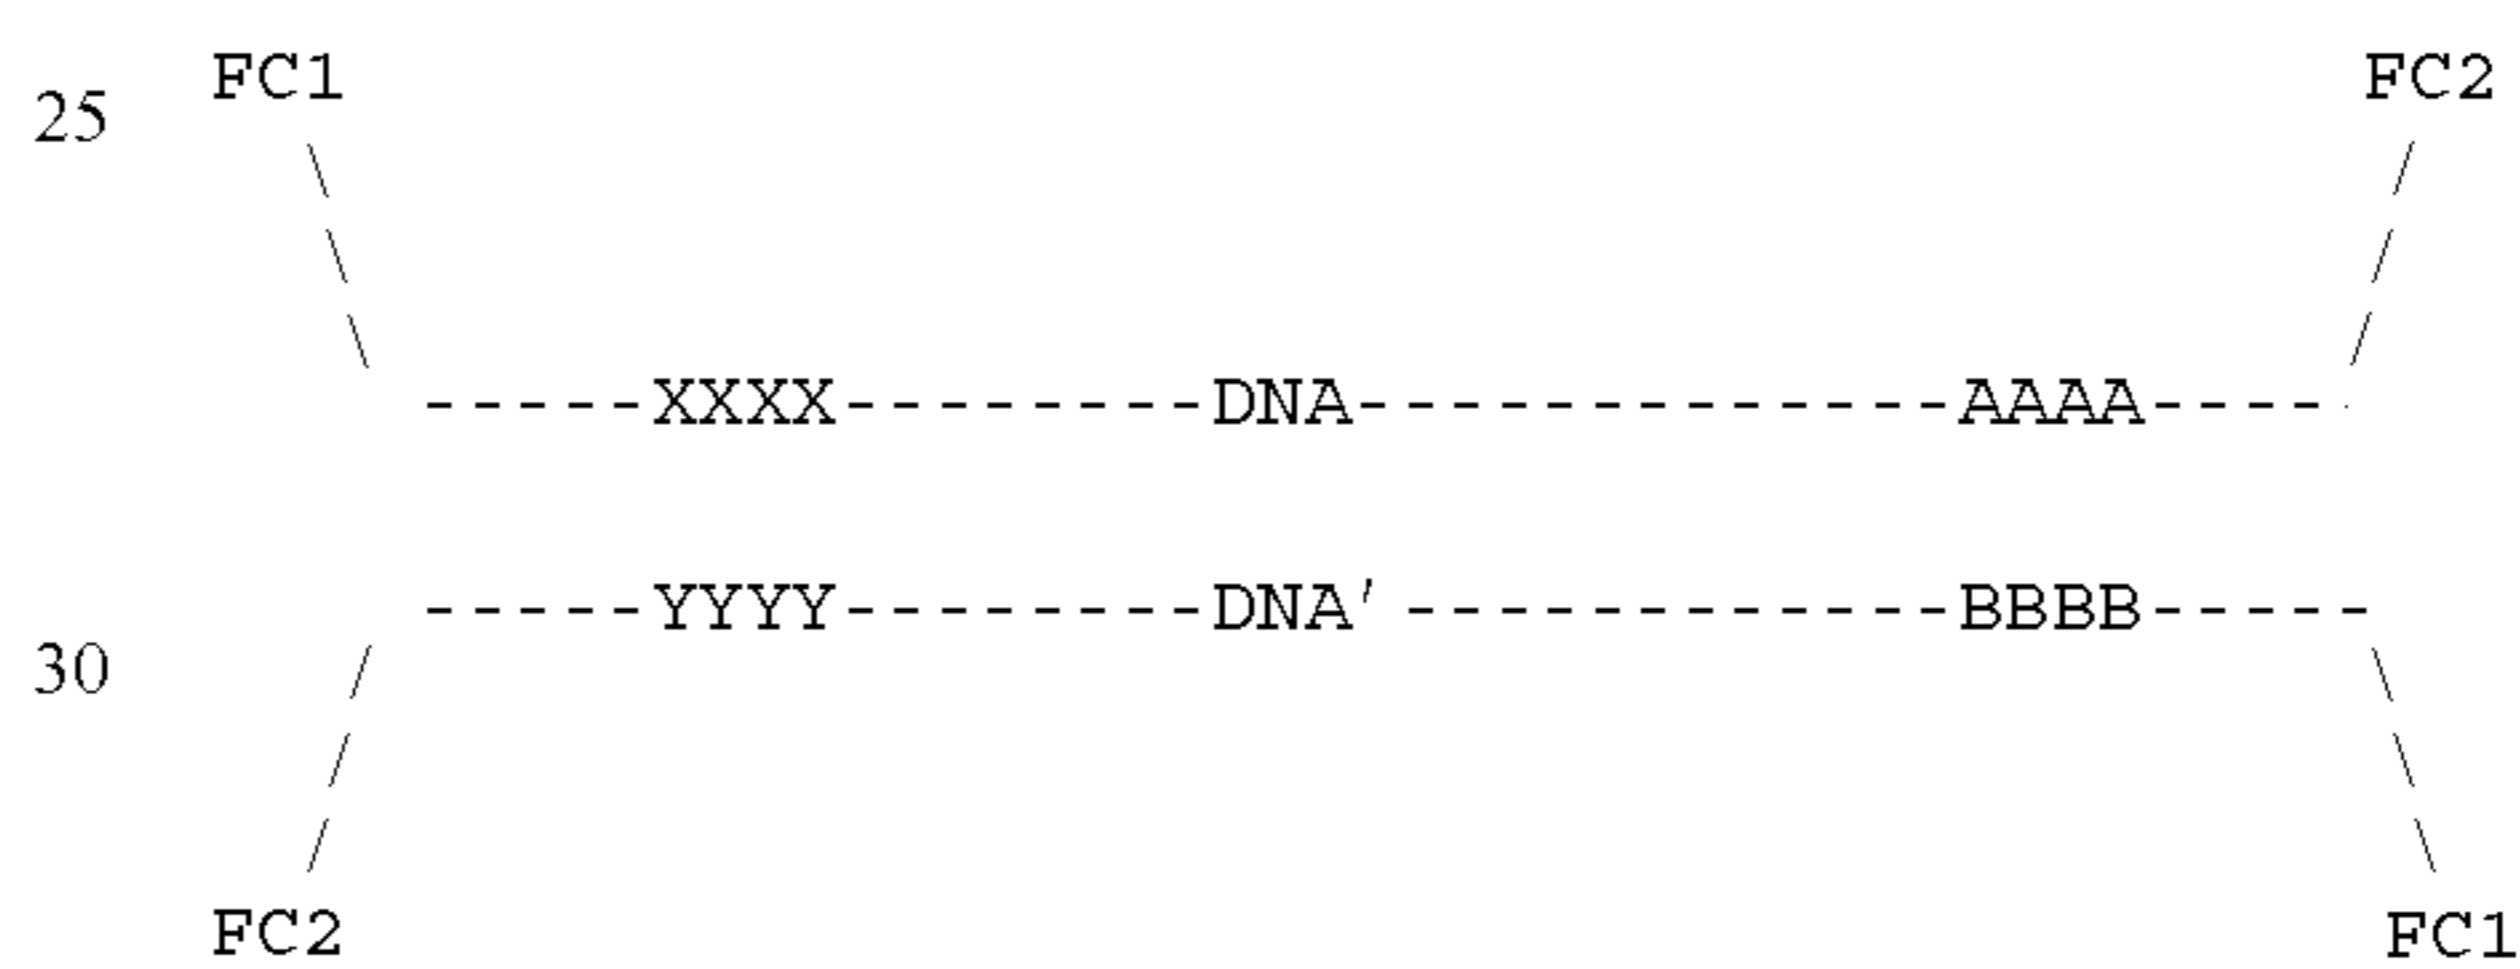 FC1 FC2
25
-----XXXX--------DNA-------------AAAA-----
-----YYYY--------DNA'------------BBBB-----
30
FC2 FC1